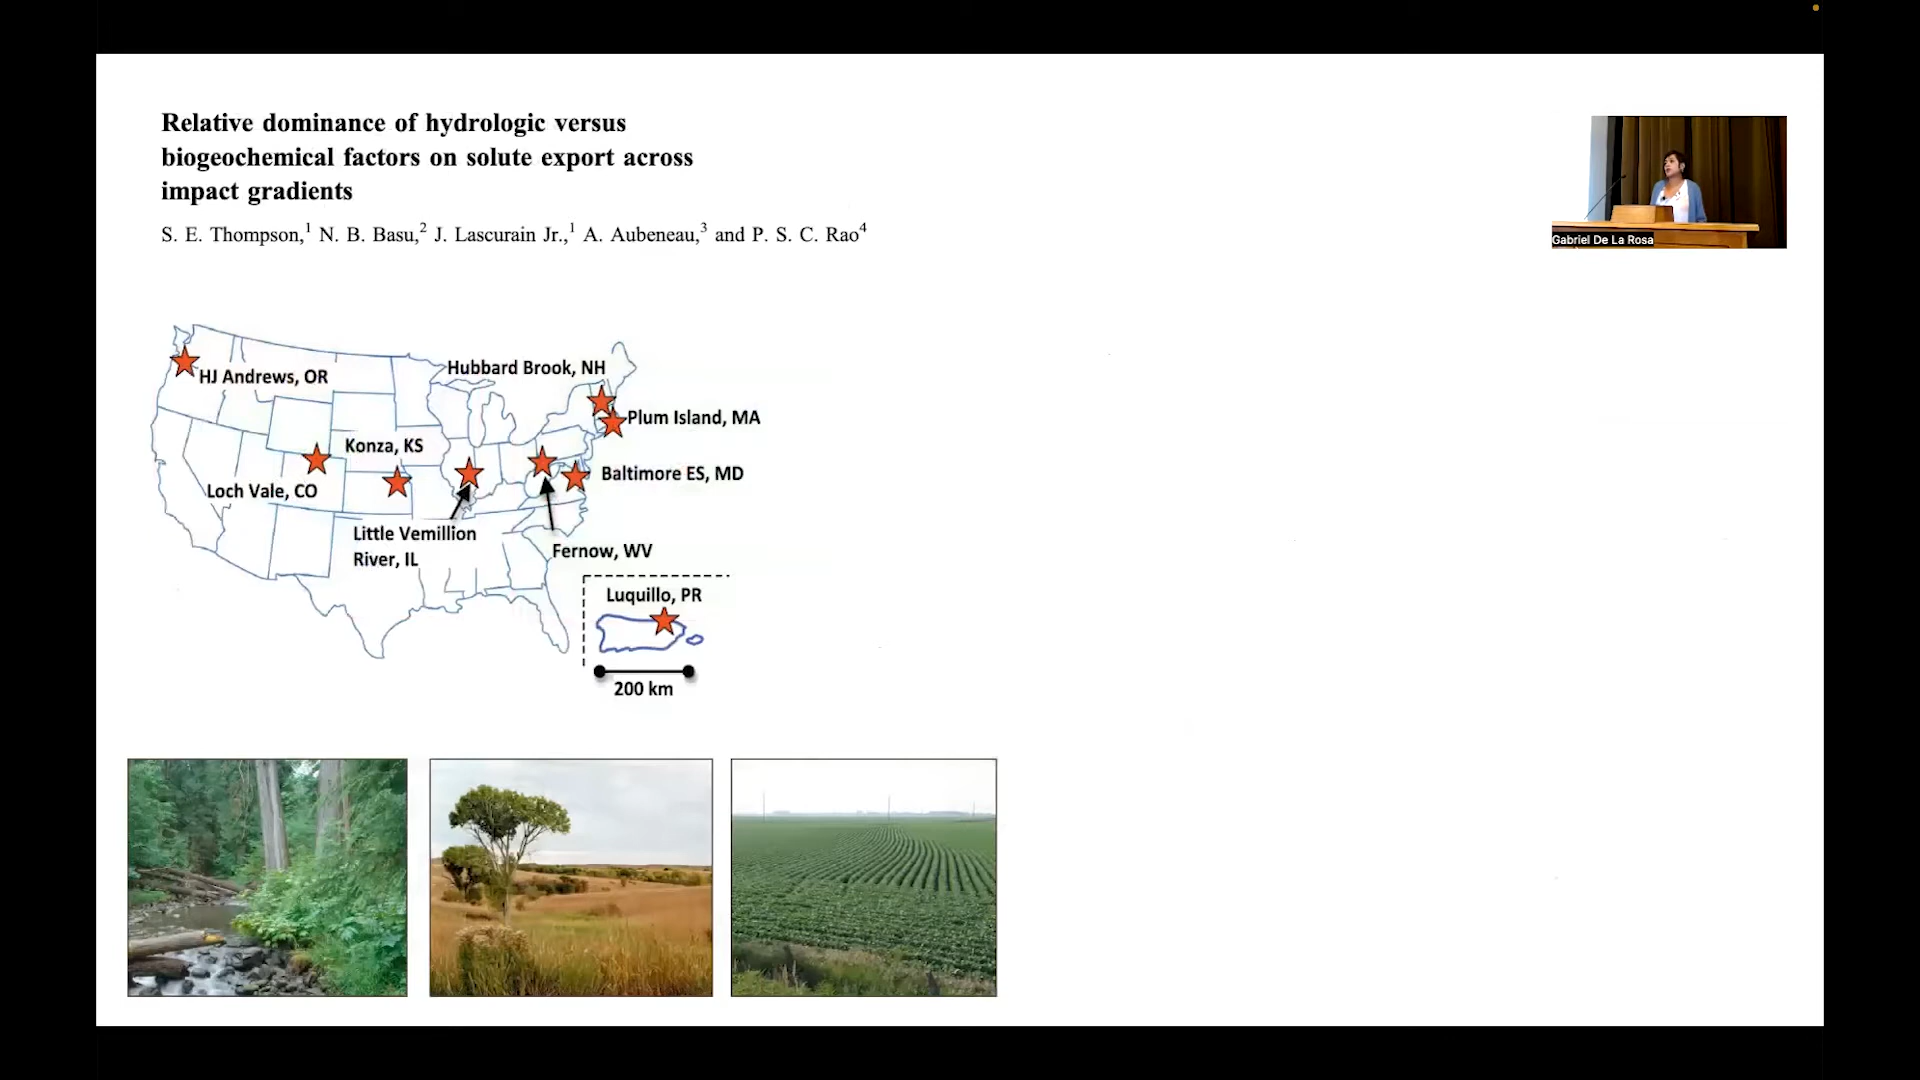 Relative dominance of hydrologic versus
biogeochemical factors on solute export across
impact gradients
S. E. Thompson,1 N. B. Basu,2 J. Lascurain Jr.,1 A. Aubeneau,3 and P. S. C. Rao4
Gabriel De La Rosa
Hubbard Brook, NH
HJ Andrews, OR
Plum Island, MA
Konza, KS
Baltimore ES, MD
Loch Vale, CO
Little Vemillion
River, IL
Fernow, WV
Luquillo, PR
200 km